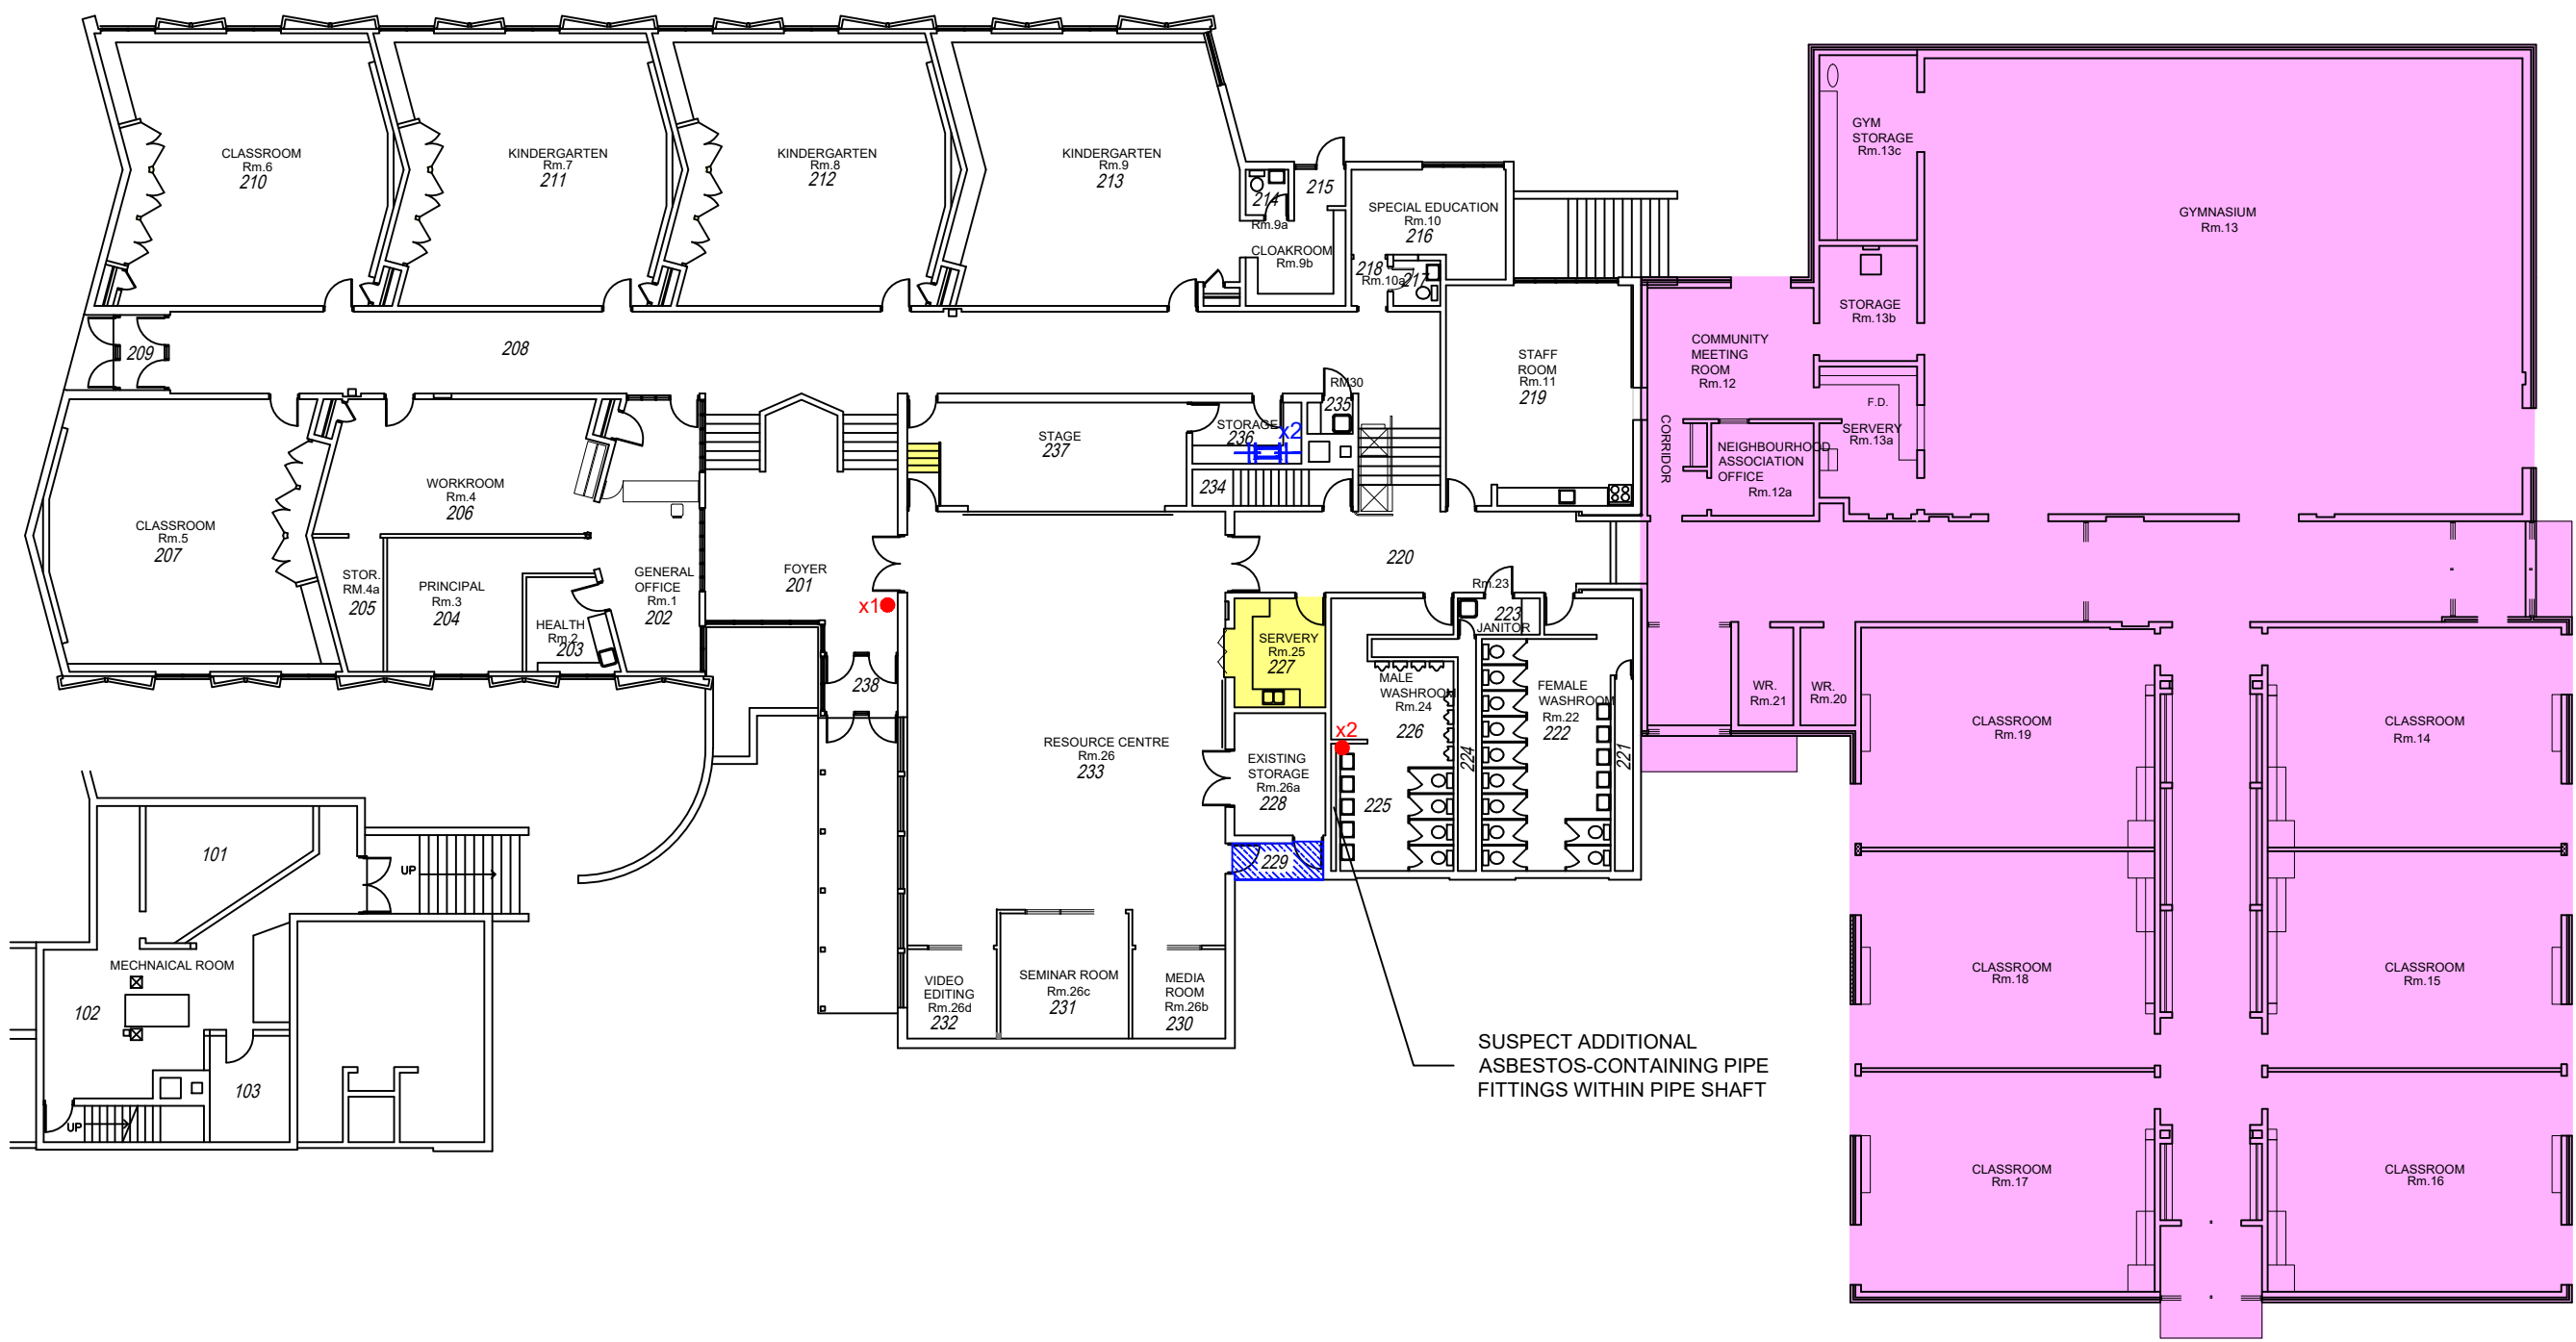 CLASSROOM
Rm.6
210
KINDERGARTEN
Rm.7
211
KINDERGARTEN
Rm.8
212
KINDERGARTEN
Rm.9
213
214
Rm.9a
215
CLOAKROOM
Rm.9b
SPECIAL EDUCATION
Rm.10
216
218
Rm.10a
217
GYM
STORAGE
Rm.13c
GYMNASIUM
Rm.13
STORAGE
Rm.13b
COMMUNITY
MEETING
ROOM
Rm.12
F.D.
SERVERY
Rm.13a
CORRIDOR
NEIGHBOURHOOD
ASSOCIATION
OFFICE
Rm.12a
209
208
STAFF
ROOM
Rm.11
219
RM30
235
STORAGE
236
x2
STAGE
237
234
CLASSROOM
Rm.5
207
WORKROOM
Rm.4
206
STOR.
RM.4a
205
PRINCIPAL
Rm.3
204
HEALTH
Rm.2
203
GENERAL
OFFICE
Rm.1
202
FOYER
201
x1
238
220
Rm.23
223
JANITOR
SERVERY
Rm.25
227
MALE
WASHROOM
Rm.24
226
x2
225
224
FEMALE
WASHROOM
Rm.22
222
221
EXISTING
STORAGE
Rm.26a
228
229
RESOURCE CENTRE
Rm.26
233
WR.
Rm.21
WR.
Rm.20
CLASSROOM
Rm.19
CLASSROOM
Rm.14
CLASSROOM
Rm.18
CLASSROOM
Rm.15
CLASSROOM
Rm.17
CLASSROOM
Rm.16
VIDEO
EDITING
Rm.26d
232
SEMINAR ROOM
Rm.26c
231
MEDIA
ROOM
Rm.26b
230
SUSPECT ADDITIONAL
ASBESTOS-CONTAINING PIPE
FITTINGS WITHIN PIPE SHAFT
101
UP
MECHNAICAL ROOM
102
103
UP